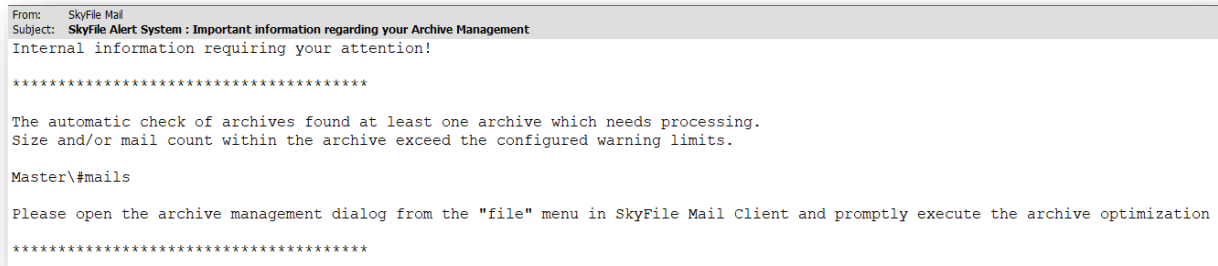 From: SkyFile Mail
Subject: SkyFile Alert System : Important information regarding your Archive Management
Internal information requiring your attention!
***************************************
The automatic check of archives found at least one archive which needs processing.
Size and/or mail count within the archive exceed the configured warning limits.
Master\#mails
Please open the archive management dialog from the "file" menu in SkyFile Mail Client and promptly execute the archive optimization
***************************************